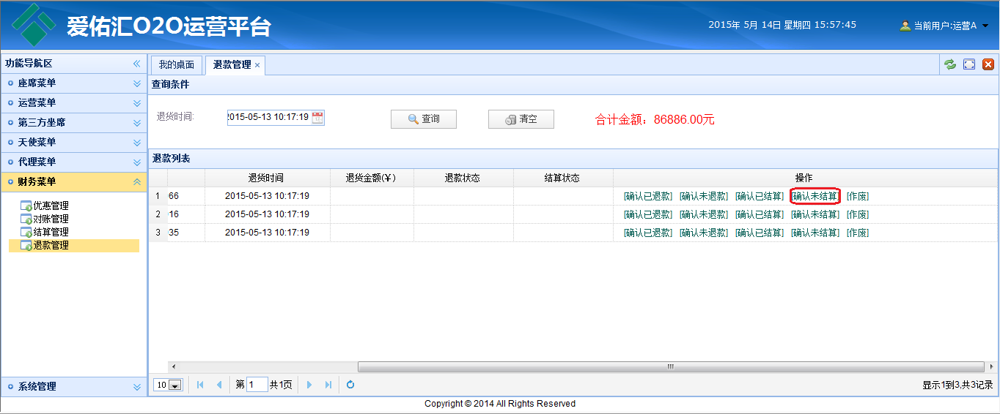 爱佑汇O2O运营平台
2015年 5月 14日 星期四 15:57:45
当前用户:运营A
功能导航区
座席菜单
运营菜单
第三方坐席
天使菜单
代理菜单
财务菜单
优惠管理
对账管理
结算管理
退款管理
系统管理
我的桌面 退款管理
查询条件
退货时间: 2015-05-13 10:17:19 查询 清空 合计金额：86886.00元
退款列表
退货时间 退货金额(￥) 退款状态 结算状态 操作
1 66 2015-05-13 10:17:19 [确认已退款] [确认未退款] [确认已结算] [确认未结算] [作废]
2 16 2015-05-13 10:17:19 [确认已退款] [确认未退款] [确认已结算] [确认未结算] [作废]
3 35 2015-05-13 10:17:19 [确认已退款] [确认未退款] [确认已结算] [确认未结算] [作废]
10 第 1 共1页 显示1到3,共3记录
Copyright © 2014 All Rights Reserved